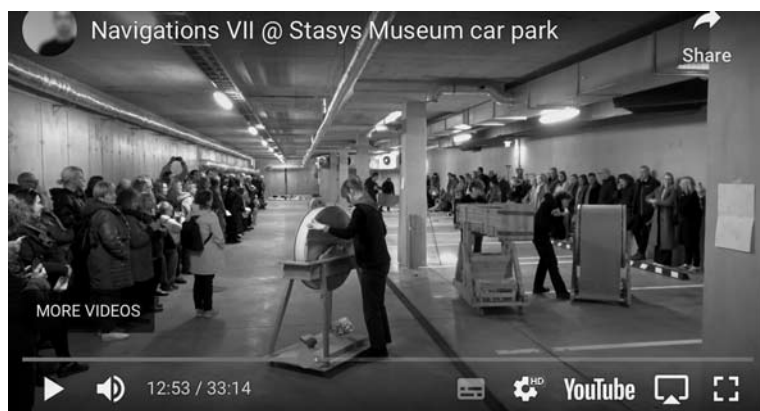 Navigations VII @ Stasys Museum car park
Share
MORE VIDEOS
12:53 / 33:14
HD
YouTube